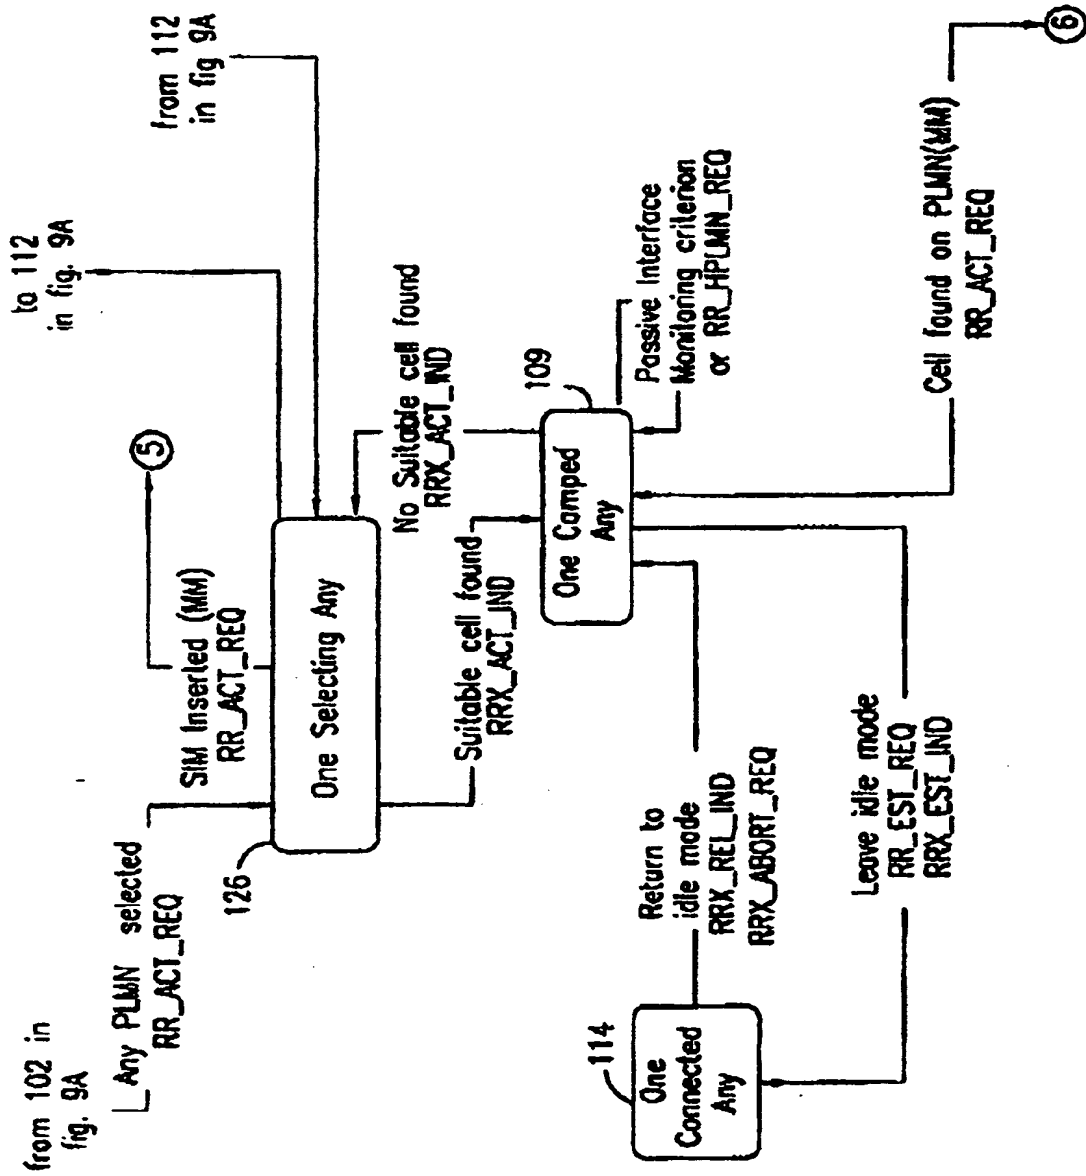 from 102 in
fig. 9A
Any PLMN selected
RR_ACT_REQ
126
SIM Inserted (MM)
RR_ACT_REQ
5
to 112
in fig. 9A
from 112
in fig 9A
One Selecting Any
Suitable cell found
RRX_ACT_IND
No Suitable cell found
RRX_ACT_IND
109
One Camped
Any
Passive Interface
Monitoring criterion
or RR_HPLMN_REQ
114
One
Connected
Any
Return to
idle mode
RRX_REL_IND
RRX_ABORT_REQ
Leave idle mode
RR_EST_REQ
RRX_EST_IND
Cell found on PLMN(MM)
RR_ACT_REQ
6